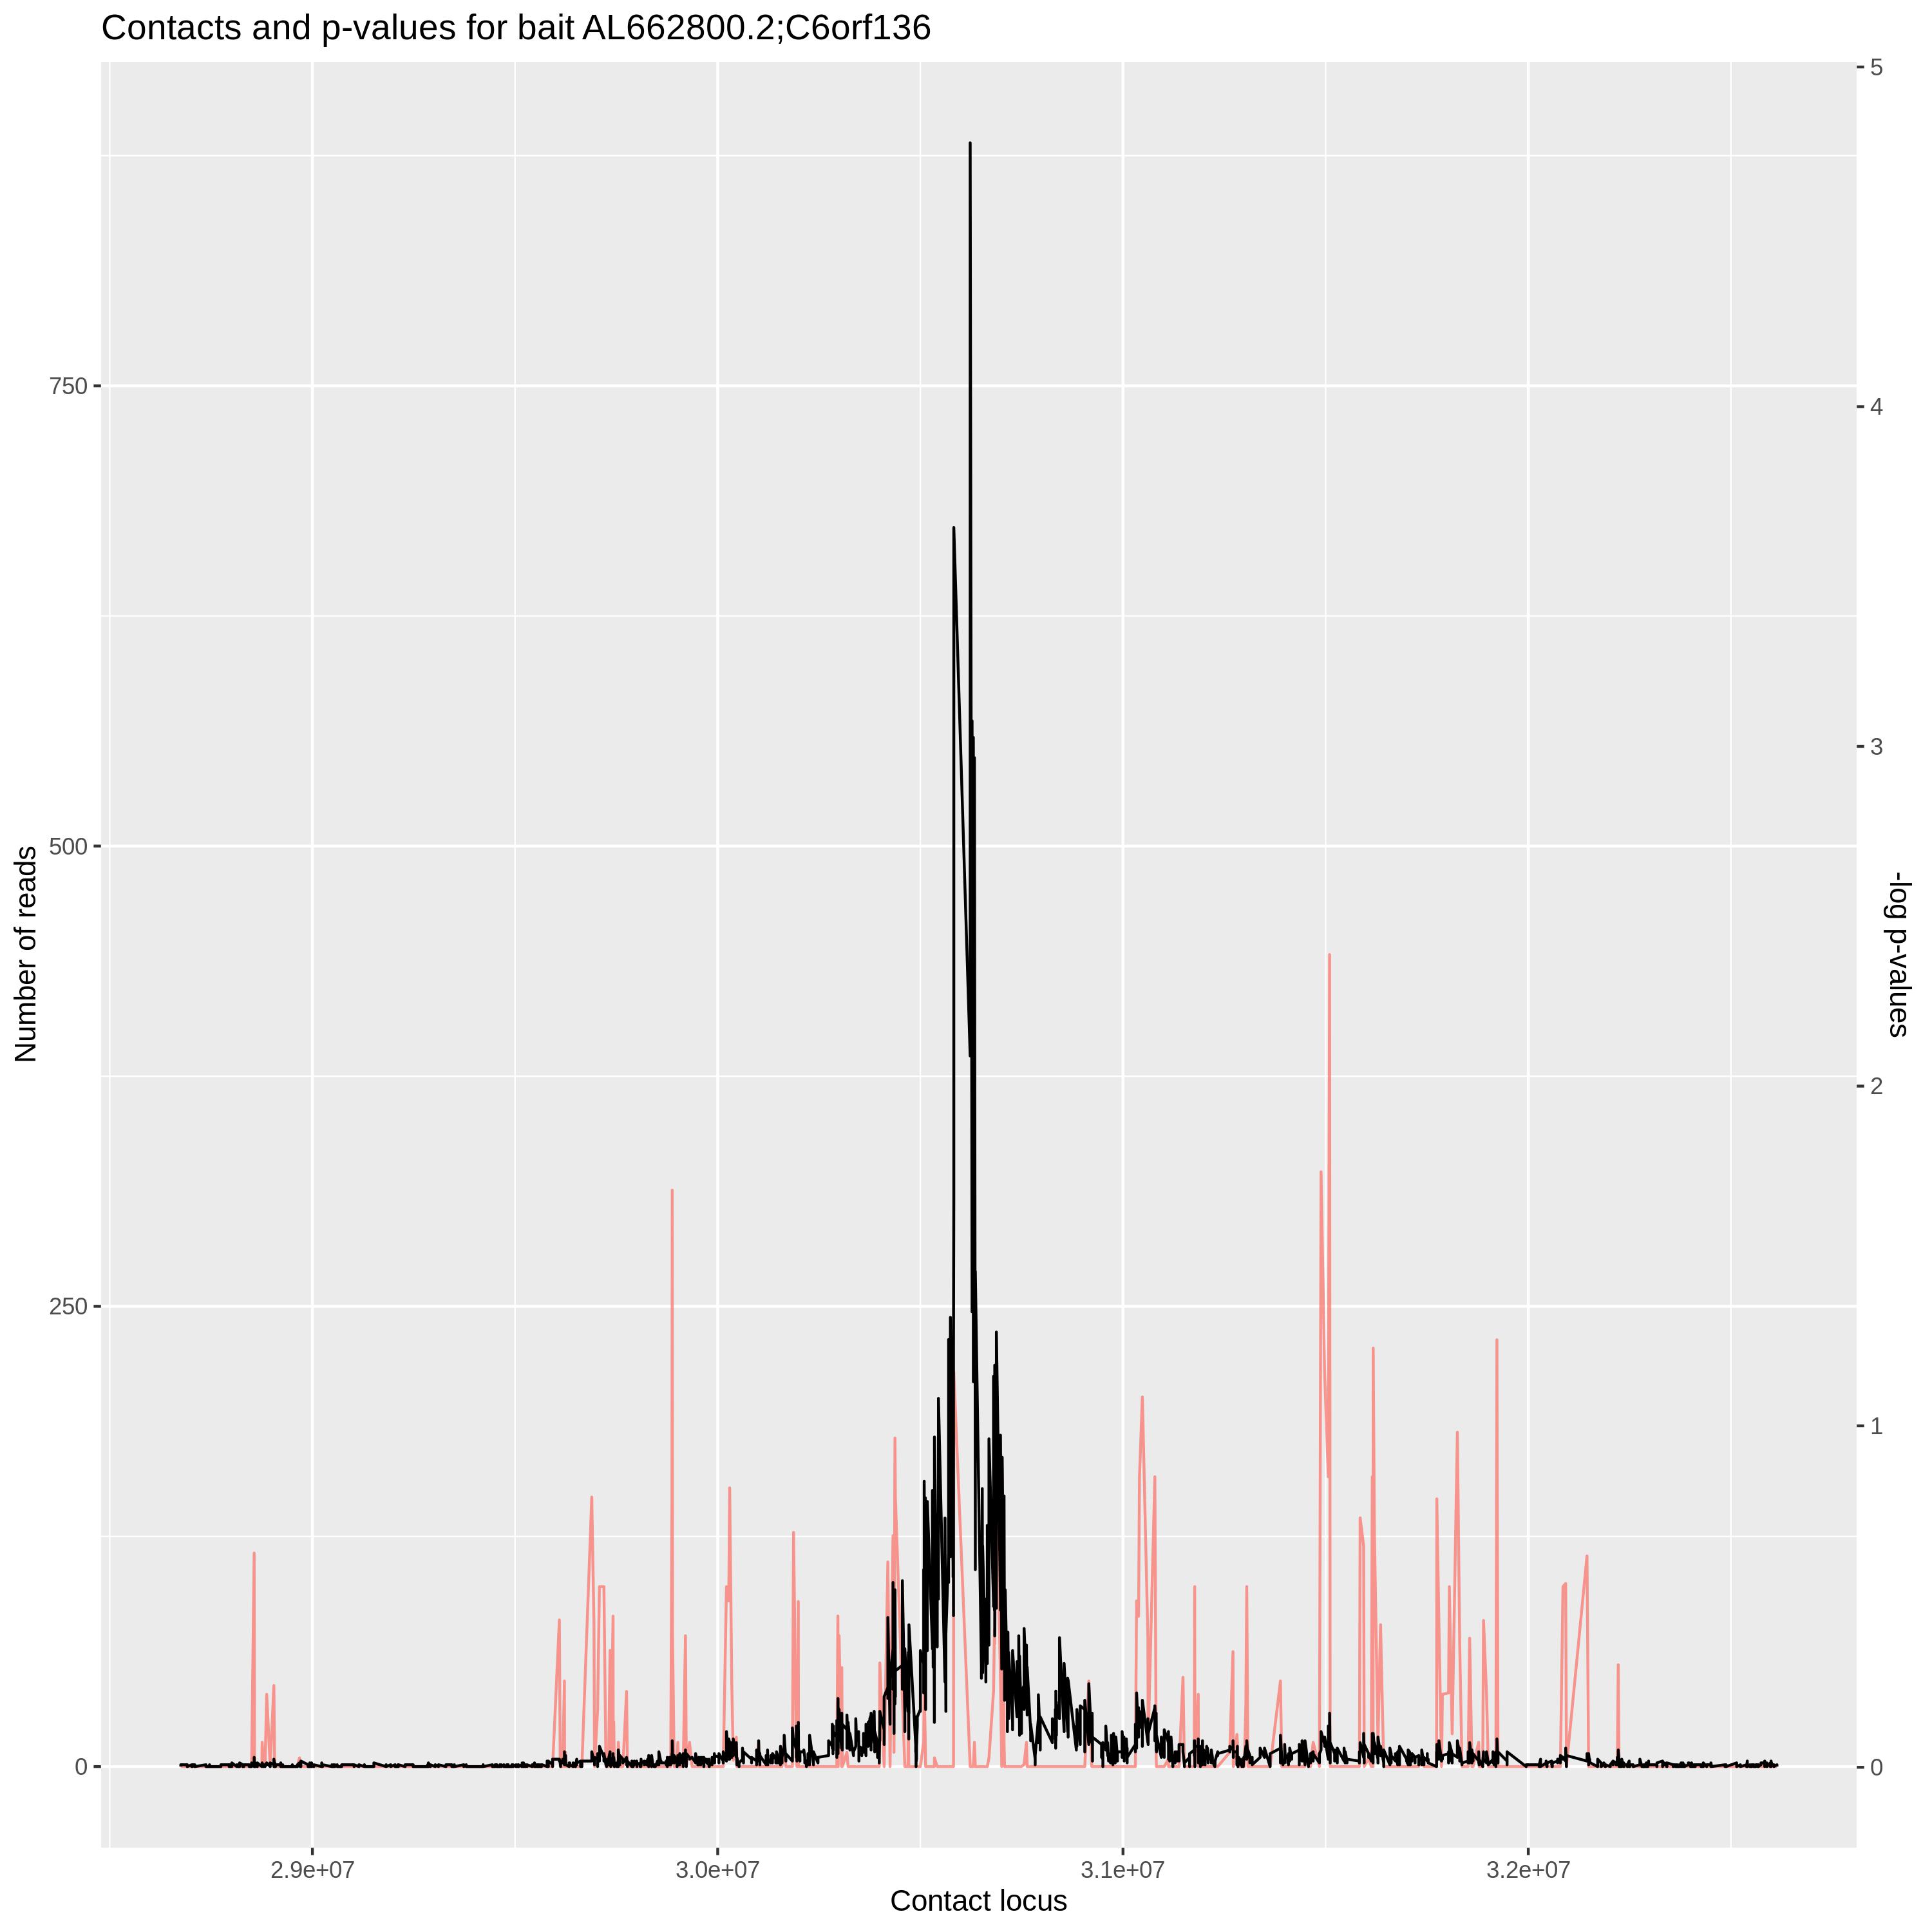 Contacts and p-values for bait AL662800.2;C6orf136
5
750
4
3
500
Number of reads
-log p-values
2
250
1
0
0
2.9e+07
3.0e+07
3.1e+07
3.2e+07
Contact locus